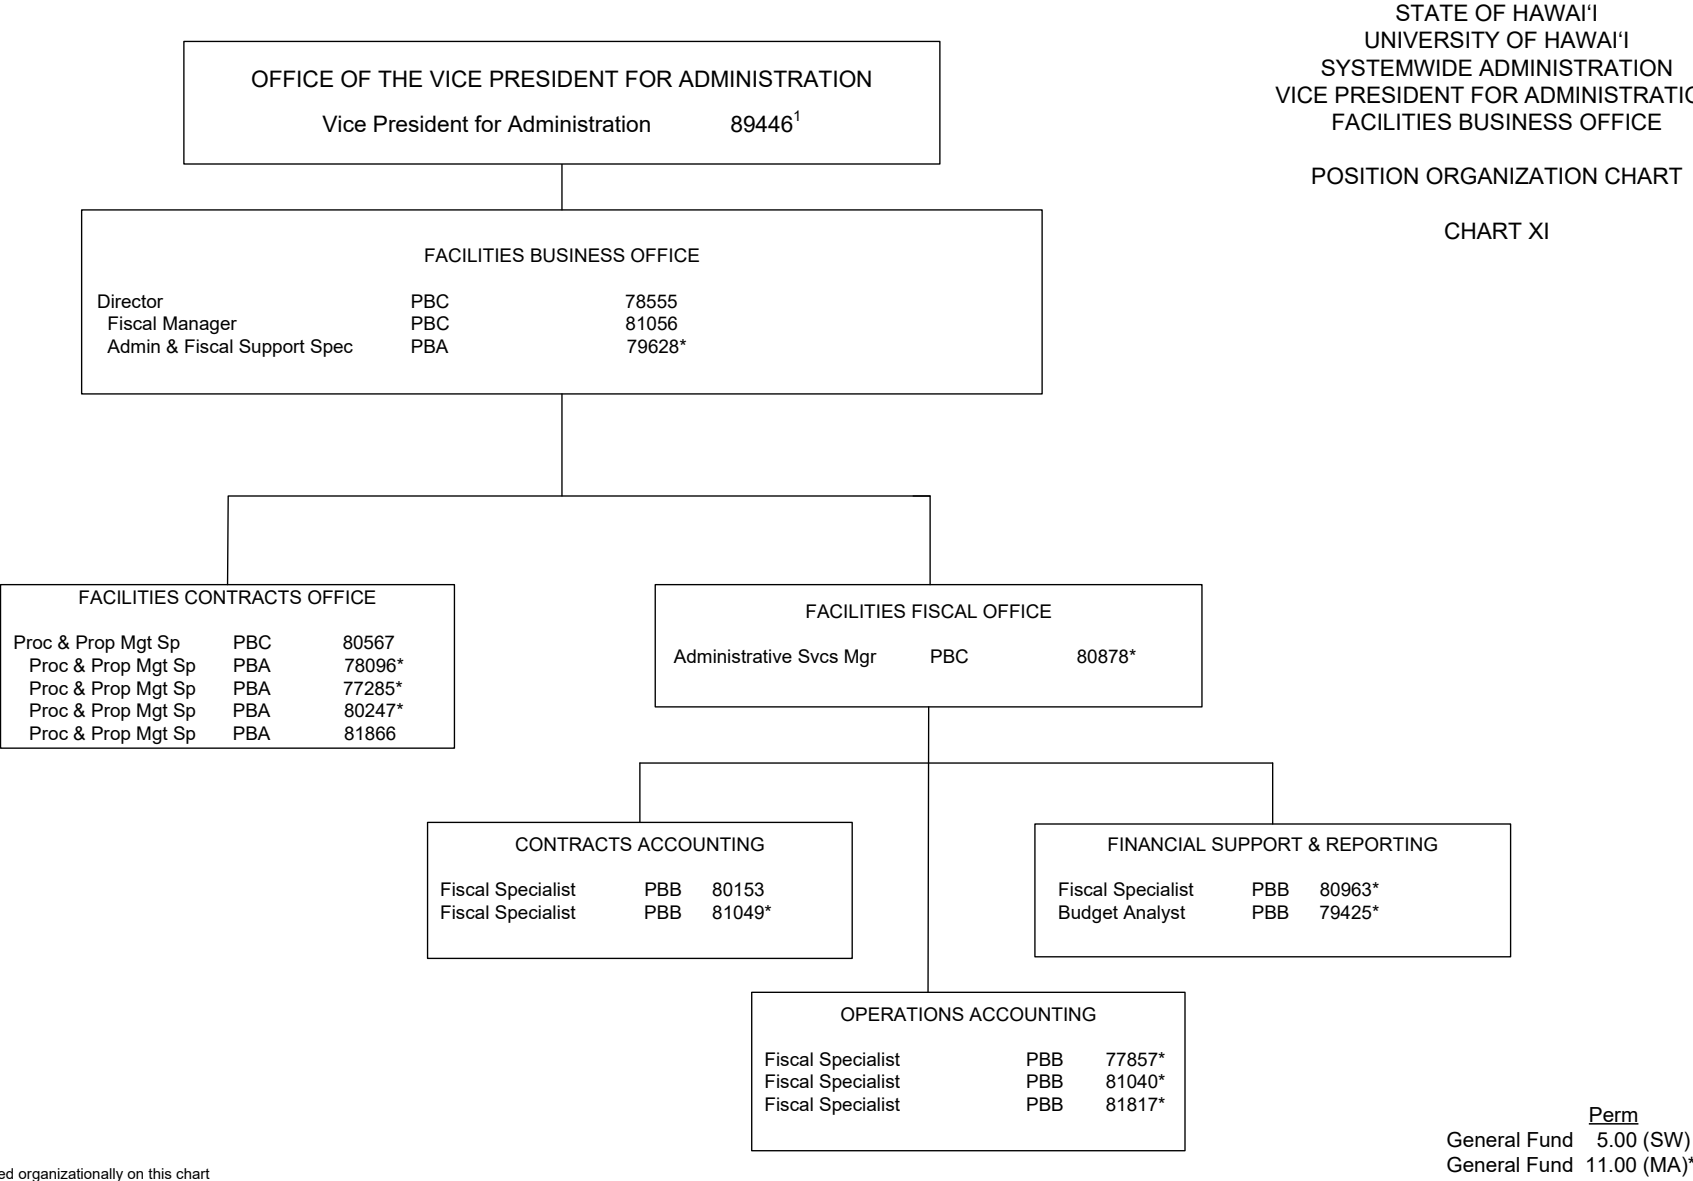 STATE OF HAWAIʻI
UNIVERSITY OF HAWAIʻI
SYSTEMWIDE ADMINISTRATION
VICE PRESIDENT FOR
FACILITIES BUSINESS OFFICE
POSITION ORGANIZATION CHART
CHART XI
OFFICE OF THE VICE PRESIDENT FOR ADMINISTRATION
Vice President for Administration 89446¹
FACILITIES BUSINESS OFFICE
Director PBC 78555
Fiscal Manager PBC 81056
Admin & Fiscal Support Spec PBA 79628*
FACILITIES CONTRACTS OFFICE
Proc & Prop Mgt Sp PBC 80567
Proc & Prop Mgt Sp PBA 78096*
Proc & Prop Mgt Sp PBA 77285*
Proc & Prop Mgt Sp PBA 80247*
Proc & Prop Mgt Sp PBA 81866
FACILITIES FISCAL OFFICE
Administrative Svcs Mgr PBC 80878*
CONTRACTS ACCOUNTING
Fiscal Specialist PBB 80153
Fiscal Specialist PBB 81049*
FINANCIAL SUPPORT & REPORTING
Fiscal Specialist PBB 80963*
Budget Analyst PBB 79425*
OPERATIONS ACCOUNTING
Fiscal Specialist PBB 77857*
Fiscal Specialist PBB 81040*
Fiscal Specialist PBB 81817*
Perm
General Fund 5.00 (SW)
General Fund 11.00 (MA)*
organizationally on this chart